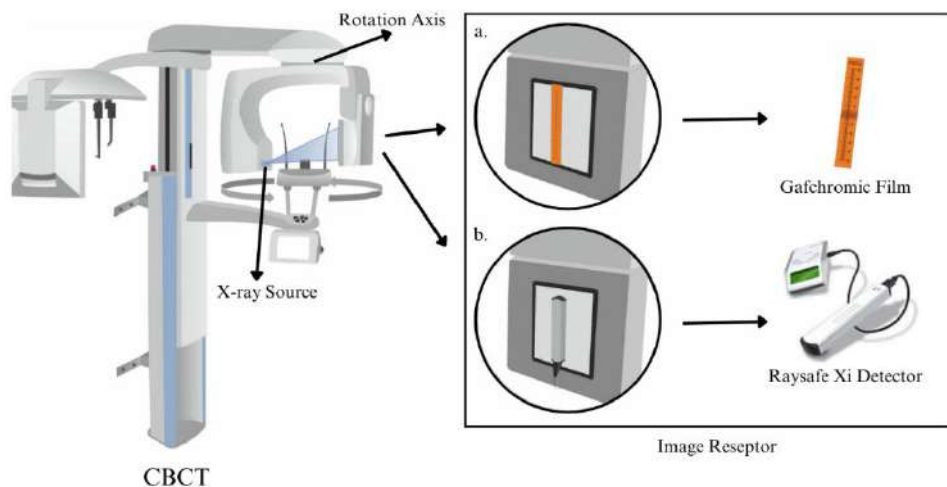 Rotation Axis
a.
Gafchromic Film
b.
X-ray Source
Raysafe Xi Detector
Image Reseptor
CBCT